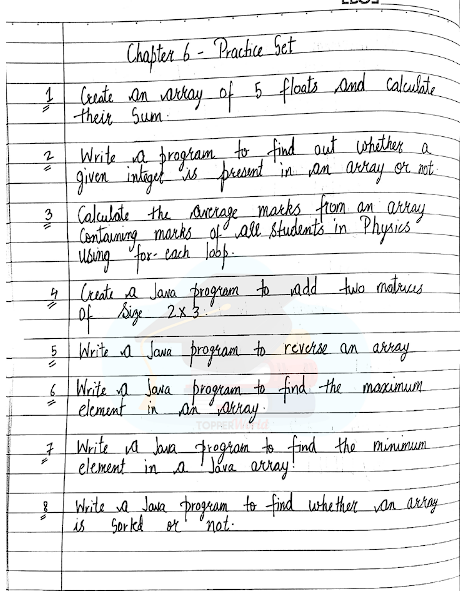 Chapter 6 - Practice Set
1 Create an array of 5 floats and calculate
their Sum.
2 Write a program to find out whether a
given integer is present in an array or not
3 Calculate the average marks from an array
Containing marks of all Students in Physics
using for-each loop.
4 Create a Java program to add two matrices
of Size 2x3.
5 Write a Java program to reverse an array
6 Write a Java program to find the maximum
element in an array.
7 Write a Java program to find the minimum
element in a Java array!
8 Write a Java program to find whether an array
is Sorted or not.